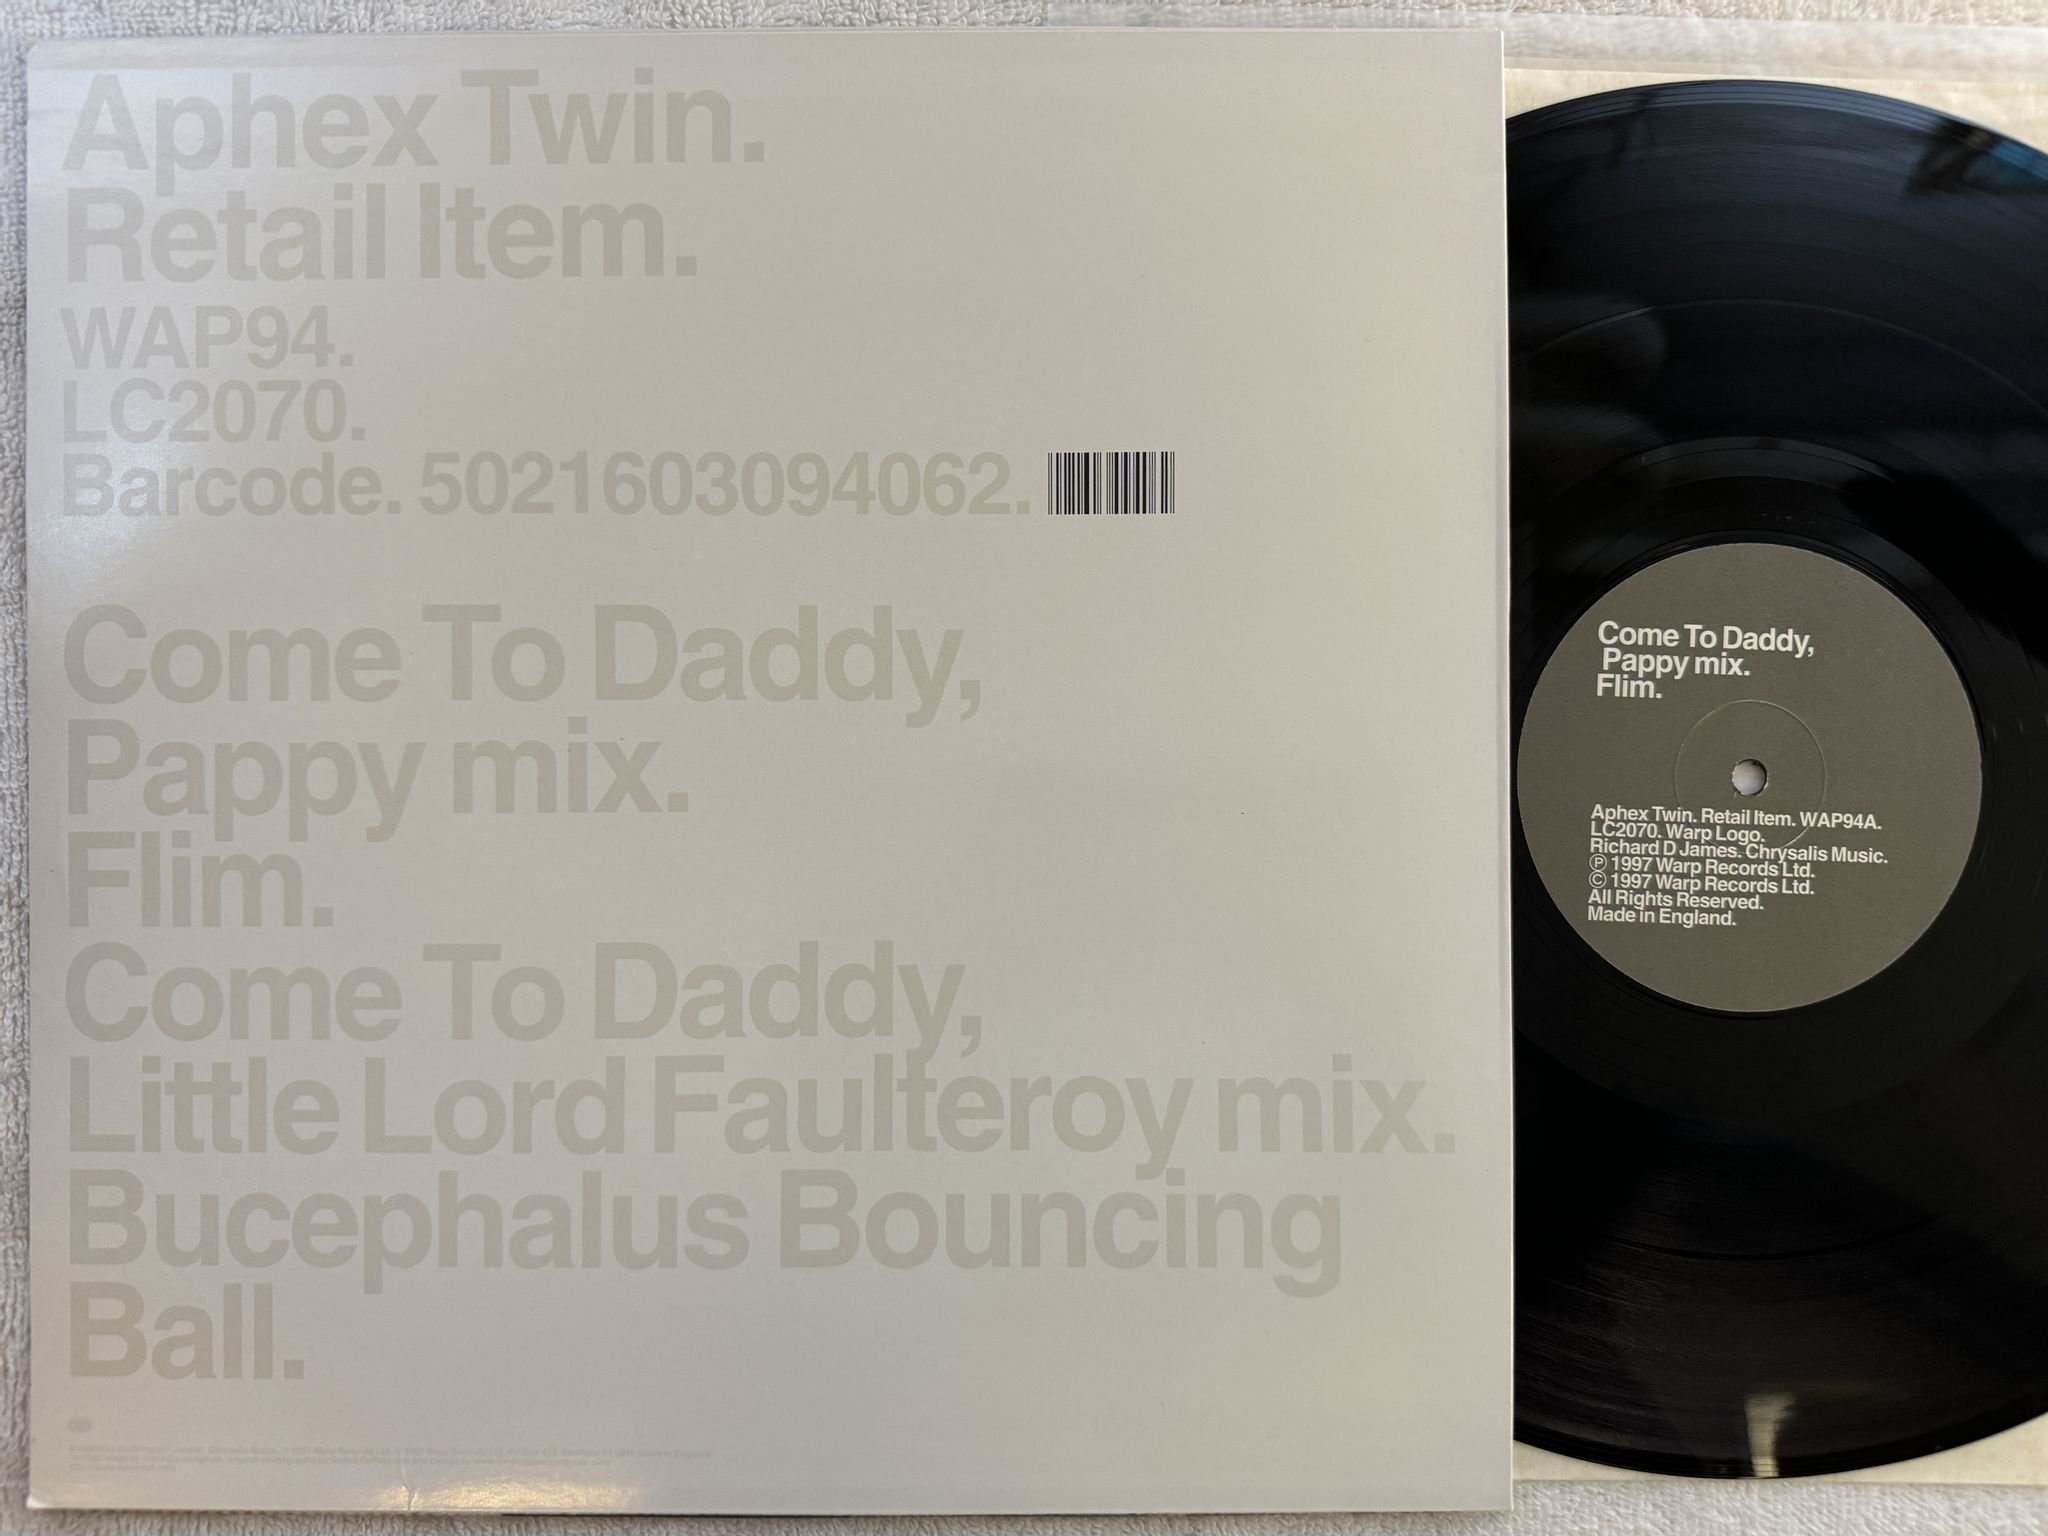 Aphex Twin.
Retail Item.
WAP94.
LC2070.
Barcode. 5021603094062.
Come To Daddy,
Pappy mix.
Flim.
Come To Daddy,
Little Lord Faulteroy mix.
Bucephalus Bouncing
Ball.
Come To Daddy,
Pappy mix.
Flim.
Aphex Twin. Retail Item. WAP94A.
LC2070. Warp Logo.
Richard D James. Chrysalis Music.
Ⓟ 1997 Warp Records Ltd.
© 1997 Warp Records Ltd.
All Rights Reserved.
Made in England.